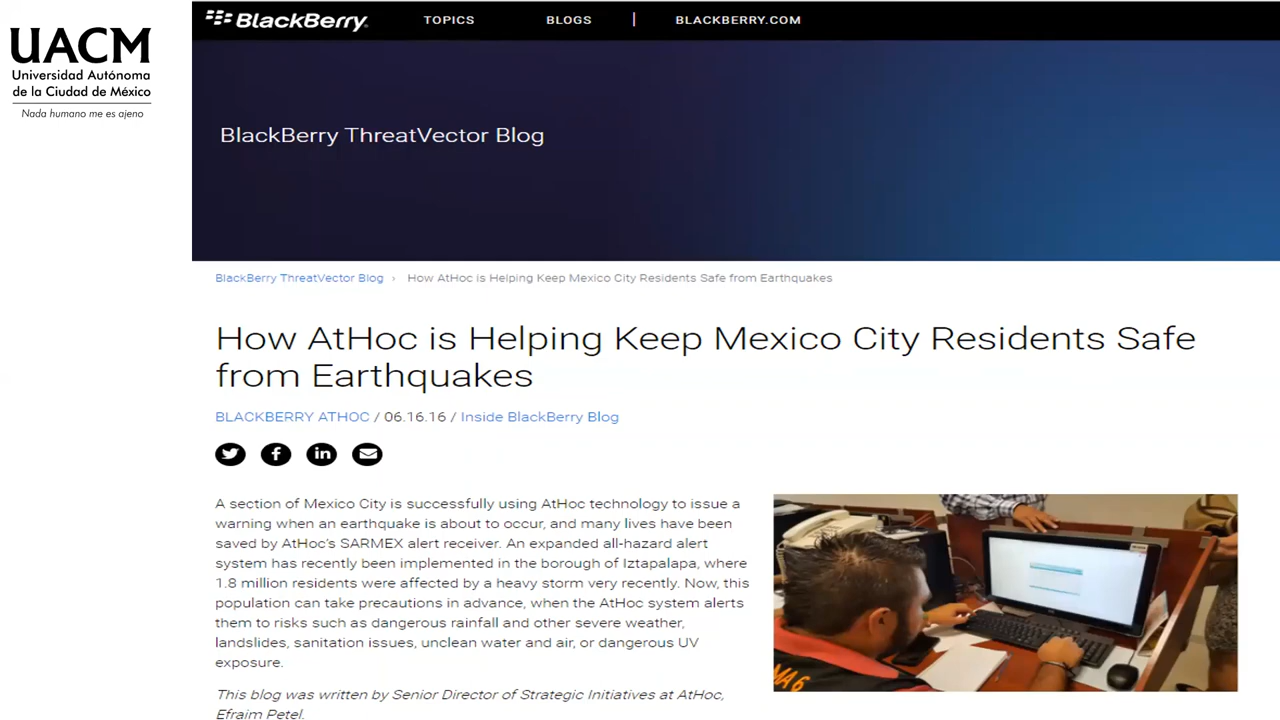 UACM
Universidad Autónoma
de la Ciudad de México
Nada humano me es ajeno
BlackBerry
TOPICS
BLOGS
|
BLACKBERRY.COM
BlackBerry ThreatVector Blog
BlackBerry ThreatVector Blog › How AtHoc is Helping Keep Mexico City Residents Safe from Earthquakes
How AtHoc is Helping Keep Mexico City Residents Safe
from Earthquakes
BLACKBERRY ATHOC / 06.16.16 / Inside BlackBerry Blog
A section of Mexico City is successfully using AtHoc technology to issue a
warning when an earthquake is about to occur, and many lives have been
saved by AtHoc's SARMEX alert receiver. An expanded all-hazard alert
system has recently been implemented in the borough of Iztapalapa, where
1.8 million residents were affected by a heavy storm very recently. Now, this
population can take precautions in advance, when the AtHoc system alerts
them to risks such as dangerous rainfall and other severe weather,
landslides, sanitation issues, unclean water and air, or dangerous UV
exposure.
This blog was written by Senior Director of Strategic Initiatives at AtHoc,
Efraim Petel.
MA 6